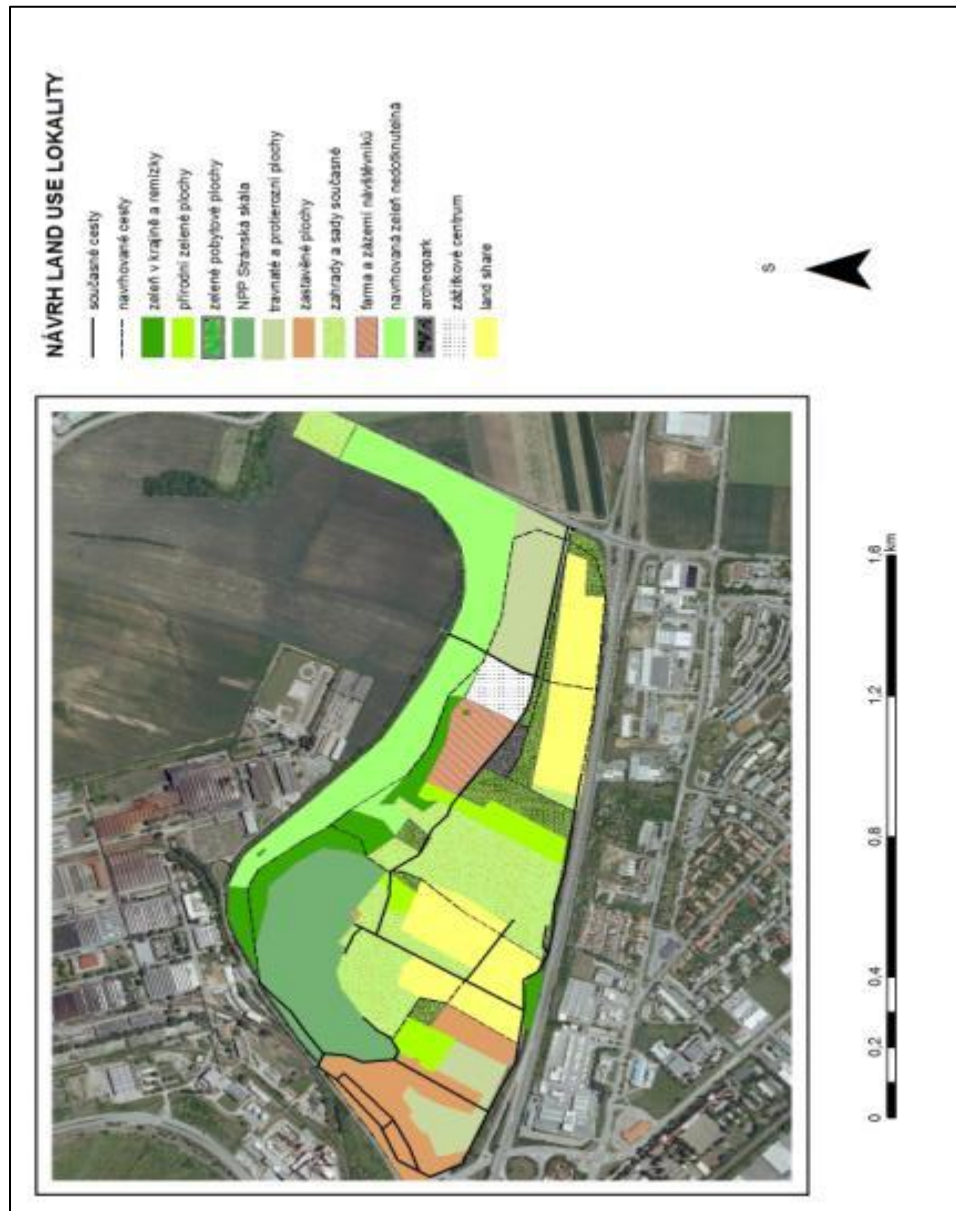 NÁVRH LAND USE LOKALITY
současné cesty
navrhované cesty
zeleň v krajině a remízky
přírodní zelené plochy
zelené pobytové plochy
NPP Stránská skála
travnaté a protierozní plochy
zastavěné plochy
zahrady a sady současné
farma a zázemí návštěvníků
navrhovaná zeleň nedotknutelná
archeopark
zážitkové centrum
land share
S
0 0,2 0,4 0,8 1,2 1,6
km